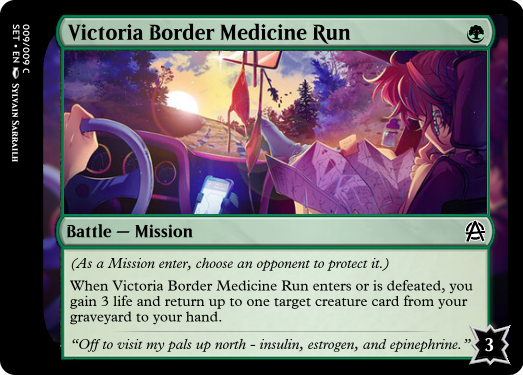 Victoria Border Medicine Run
Battle — Mission
(As a Mission enter, choose an opponent to protect it.)
When Victoria Border Medicine Run enters or is defeated, you
gain 3 life and return up to one target creature card from your
graveyard to your hand.
“Off to visit my pals up north - insulin, estrogen, and epinephrine.”
3
009/009 C
SET • EN SYLVAIN SARRAILH